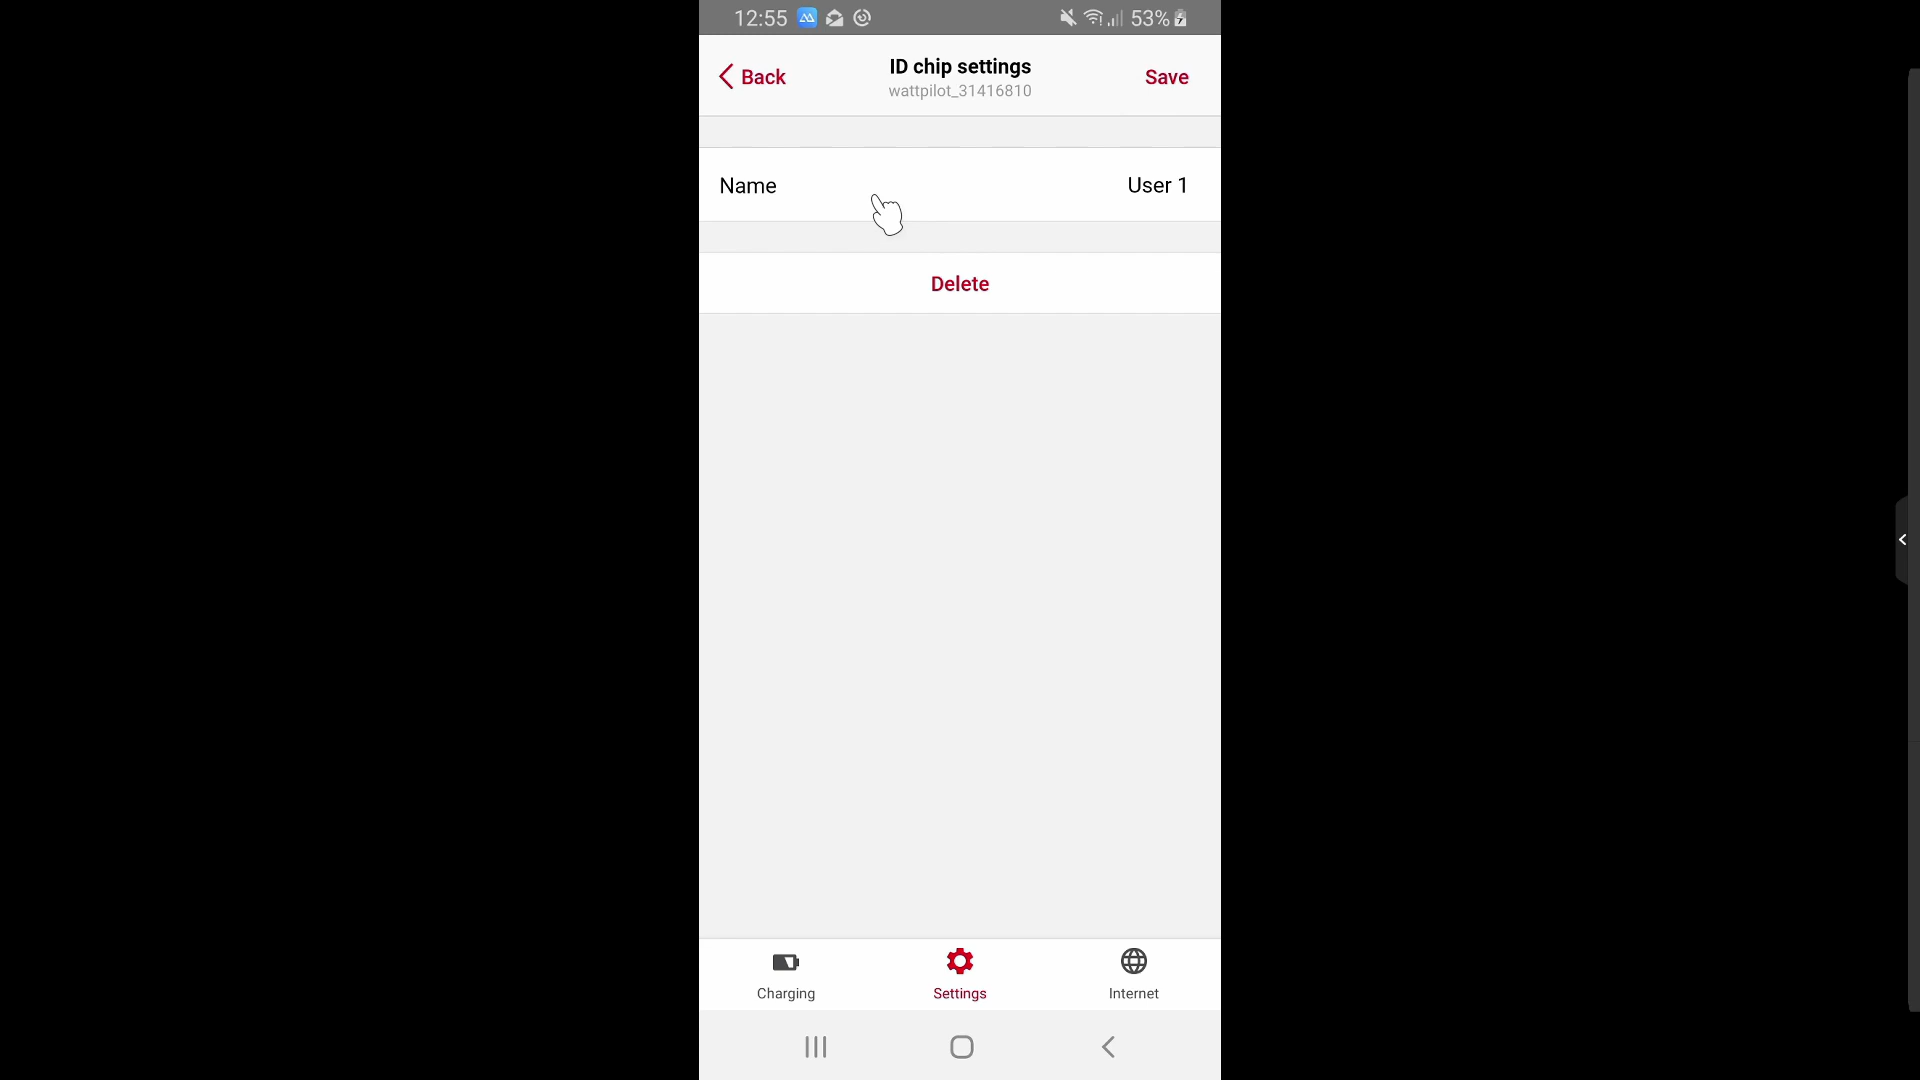 12:55 53%
Back ID chip settings Save
wattpilot_31416810
Name User 1
Delete
Charging Settings Internet